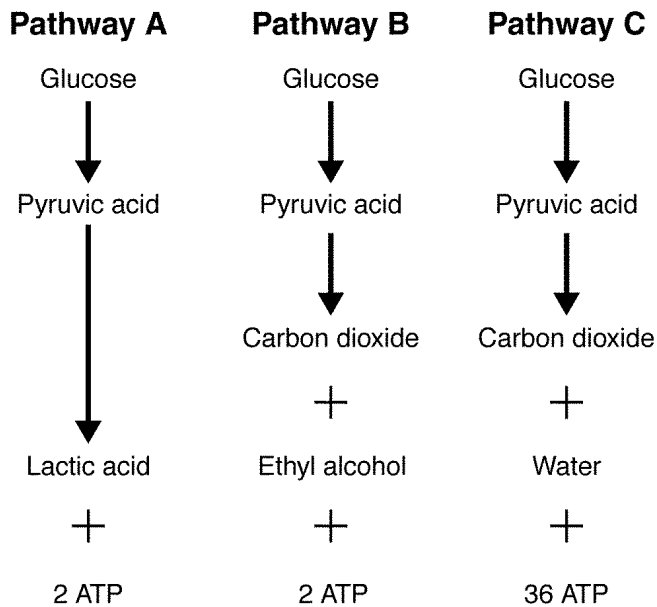 Pathway A Pathway B Pathway C
Glucose Glucose Glucose
Pyruvic acid Pyruvic acid Pyruvic acid
Carbon dioxide Carbon dioxide
+ +
Lactic acid Ethyl alcohol Water
+ + +
2 ATP 2 ATP 36 ATP